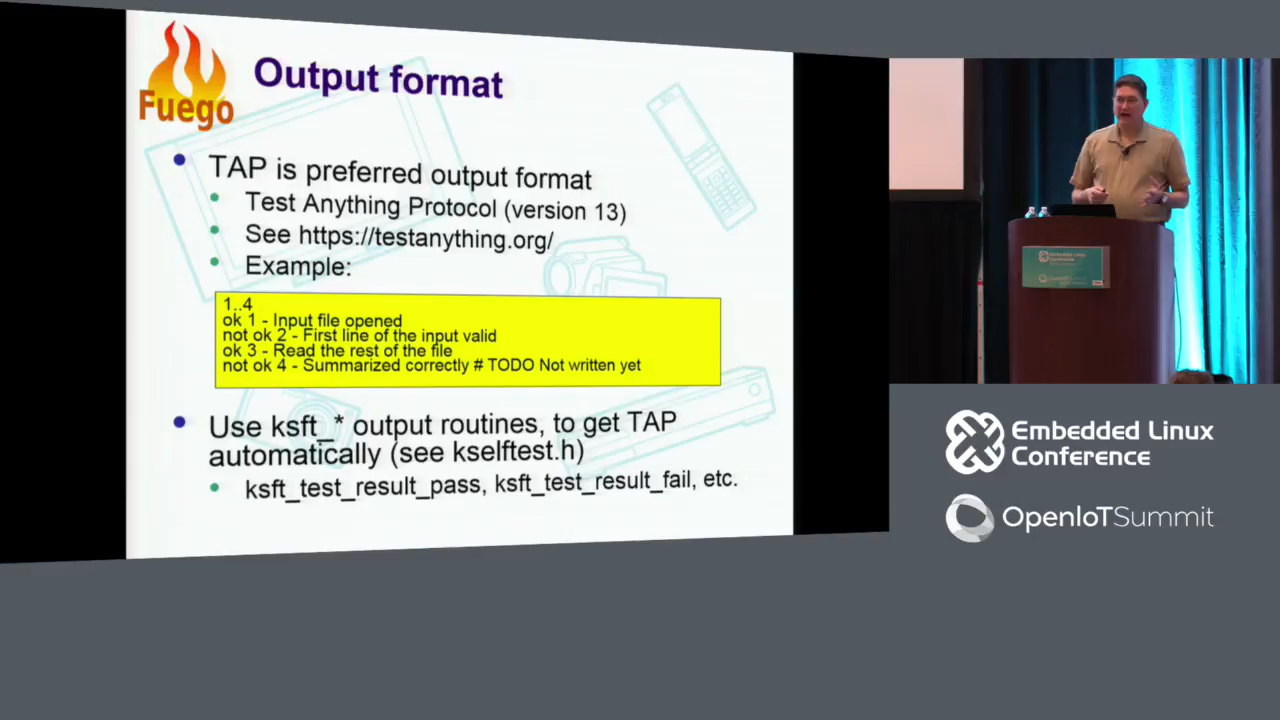 Fuego
Output format
TAP is preferred output format
Test Anything Protocol (version 13)
See https://testanything.org/
Example:
1..4
ok 1 - Input file opened
not ok 2 - First line of the input valid
ok 3 - Read the rest of the file
not ok 4 - Summarized correctly # TODO Not written yet
Use ksft_* output routines, to get TAP
automatically (see kselftest.h)
ksft_test_result_pass, ksft_test_result_fail, etc.
Embedded Linux
Conference
Embedded Linux
Conference
OpenIoTSummit